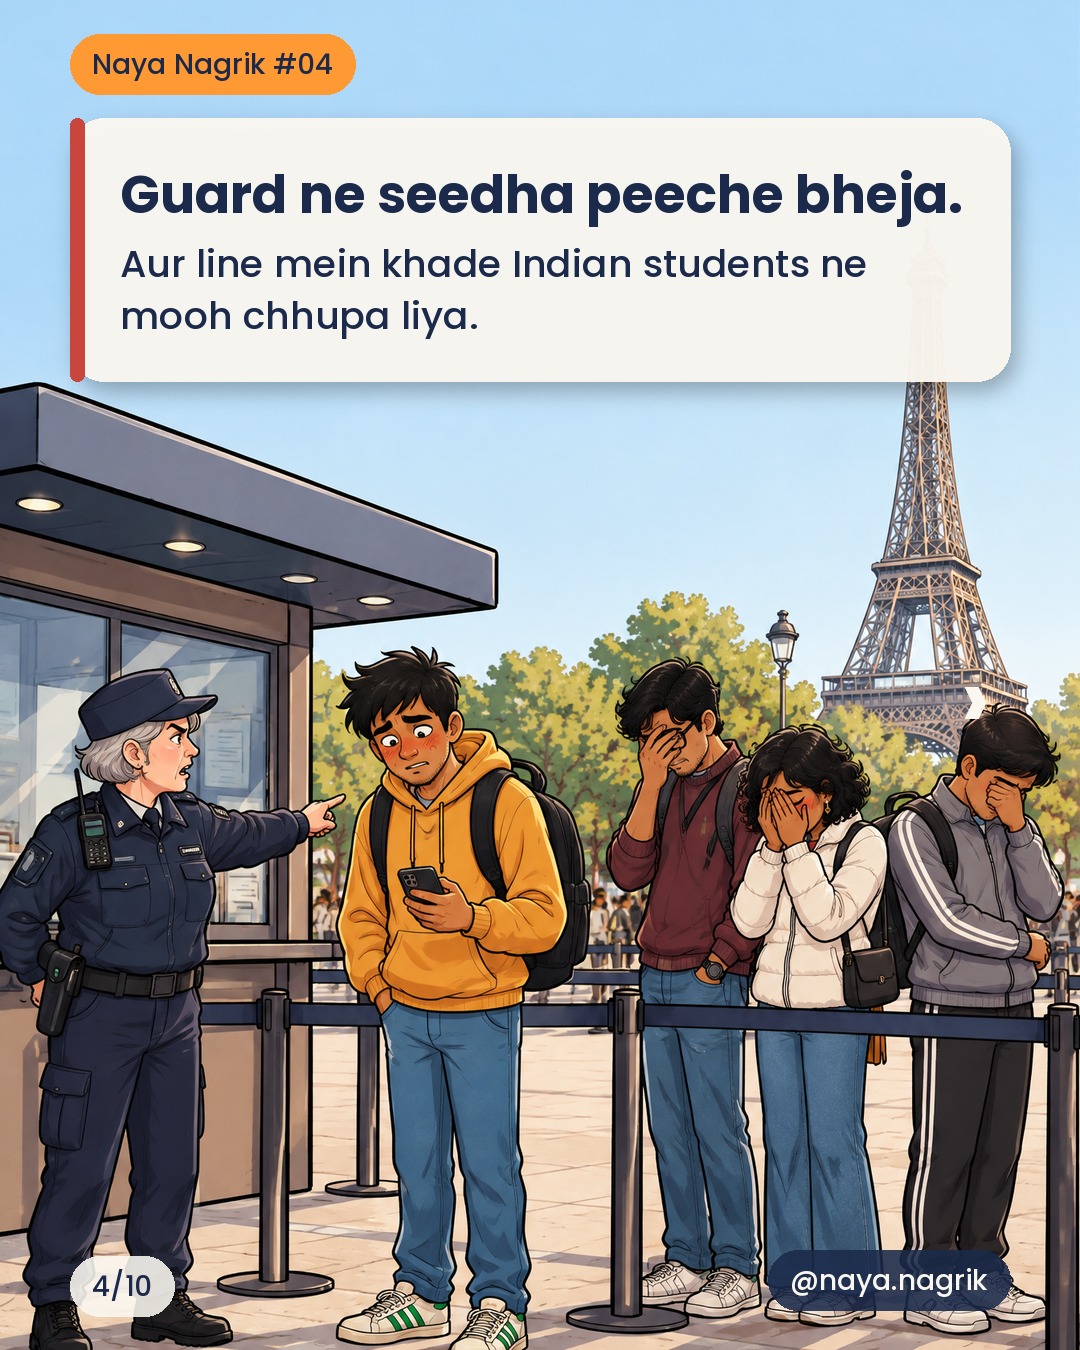 Naya Nagrik #04
Guard ne seedha peeche bheja.
Aur line mein khade Indian students ne
mooh chhupa liya.
4/10
@naya.nagrik